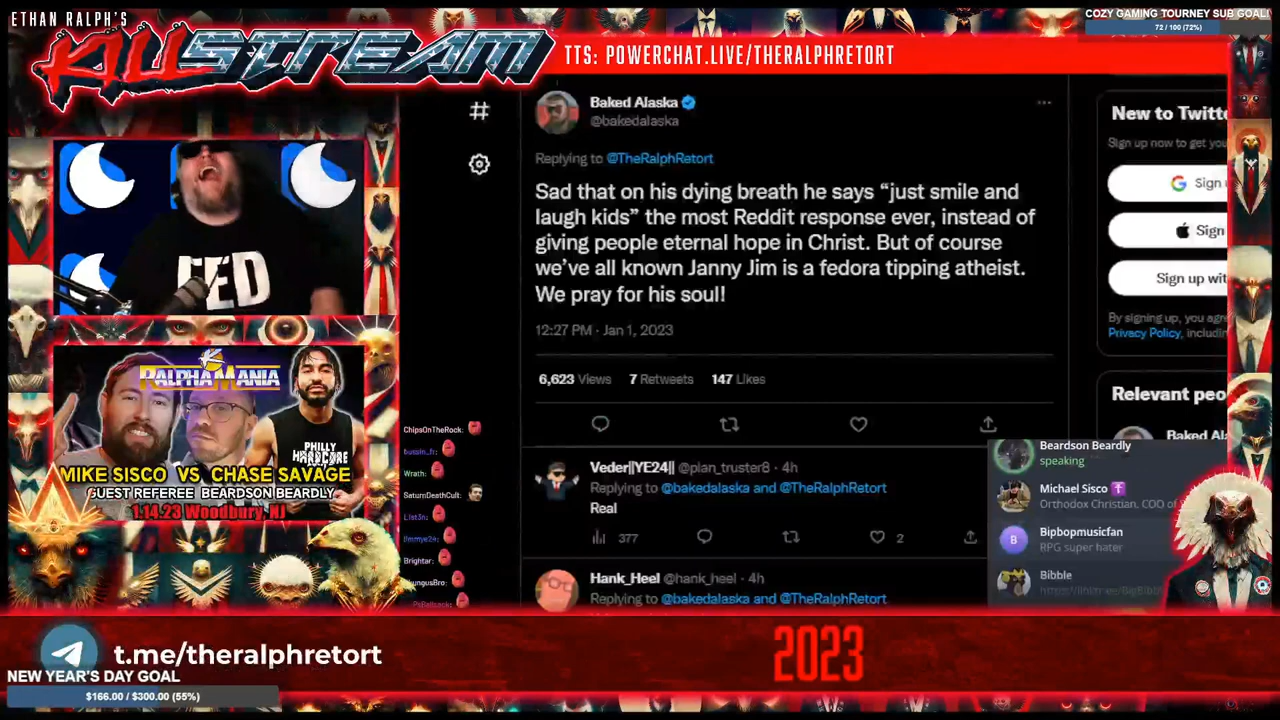 ETHAN RALPH'S
KILLSTREAM
TTS: POWERCHAT.LIVE/THERALPHRETORT
COZY GAMING TOURNEY SUB GOAL!
72 / 100 (72%)
FED
Baked Alaska
@bakedalaska
Replying to @TheRalphRetort
Sad that on his dying breath he says “just smile and
laugh kids” the most Reddit response ever, instead of
giving people eternal hope in Christ. But of course
we’ve all known Janny Jim is a fedora tipping atheist.
We pray for his soul!
12:27 PM · Jan 1, 2023
6,623 Views 7 Retweets 147 Likes
Veder||YE24|| @plan_truster8 · 4h
Replying to @bakedalaska and @TheRalphRetort
Real
377
2
Hank_Heel @hank_heel · 4h
Replying to @bakedalaska and @TheRalphRetort
New to Twitte
Sign up now to get you
Sign
Sign
Sign up wit
By signing up, you agre
Privacy Policy, includin
Relevant peo
Baked Al
Beardson Beardly
speaking
Michael Sisco
Orthodox Christian. COO of S
B
Bipbopmusicfan
RPG super hater
Bibble
RALPHAMANIA
PHILLY
HARDCORE
MIKE SISCO VS. CHASE SAVAGE
GUEST REFEREE BEARDSON BEARDLY
1.14.23 Woodbury, NJ
ChipsOnTheRock:
Wrath:
SaturnDeathCult:
Brightar:
t.me/theralphretort
2023
NEW YEAR'S DAY GOAL
$166.00 / $300.00 (55%)